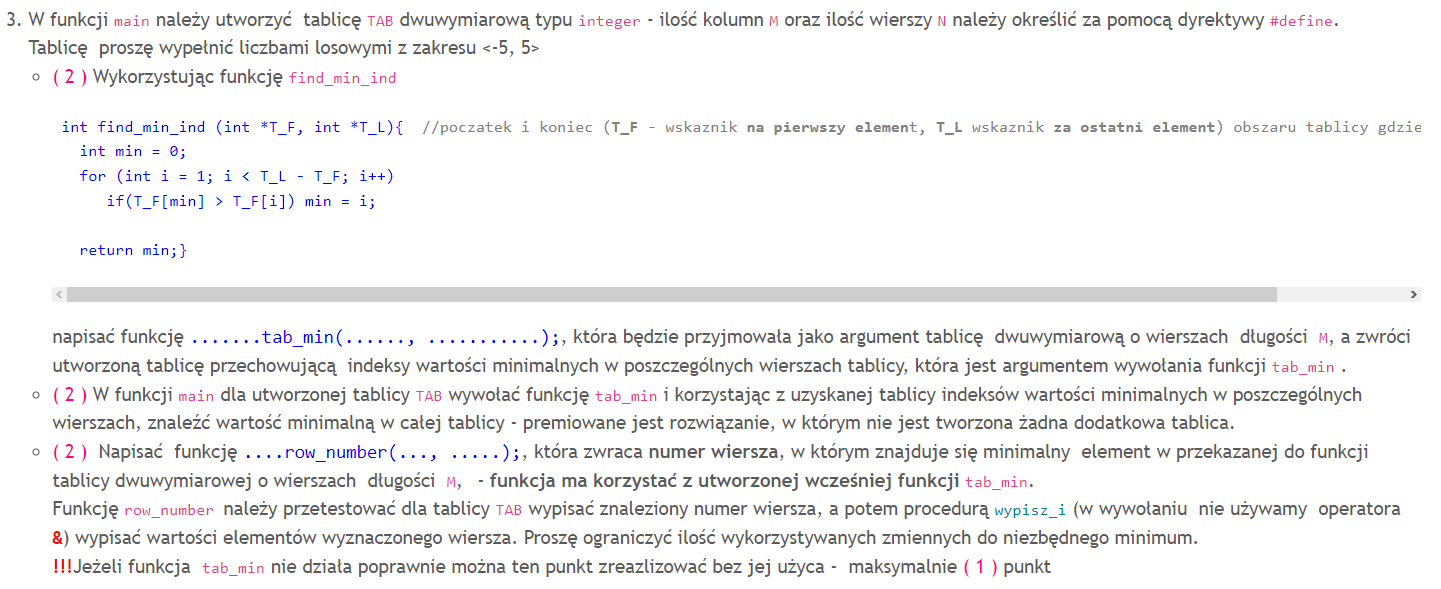 3. W funkcji main należy utworzyć tablicę TAB dwuwymiarową typu integer - ilość kolumn M oraz ilość wierszy N należy określić za pomocą dyrektywy #define.
Tablicę proszę wypełnić liczbami losowymi z zakresu <-5, 5>
( 2 ) Wykorzystując funkcję find_min_ind
int find_min_ind (int *T_F, int *T_L){ //poczatek i koniec (T_F - wskaznik na pierwszy element, T_L wskaznik za ostatni element) obszaru tablicy gdzie
int min = 0;
for (int i = 1; i < T_L - T_F; i++)
if(T_F[min] > T_F[i]) min = i;
return min;}
napisać funkcję .......tab_min(......, ...........);, która będzie przyjmowała jako argument tablicę dwuwymiarową o wierszach długości M, a zwróci
utworzoną tablicę przechowującą indeksy wartości minimalnych w poszczególnych wierszach tablicy, która jest argumentem wywołania funkcji tab_min .
( 2 ) W funkcji main dla utworzonej tablicy TAB wywołać funkcję tab_min i korzystając z uzyskanej tablicy indeksów wartości minimalnych w poszczególnych
wierszach, znaleźć wartość minimalną w całej tablicy - premiowane jest rozwiązanie, w którym nie jest tworzona żadna dodatkowa tablica.
( 2 ) Napisać funkcję ....row_number(..., .....);, która zwraca numer wiersza, w którym znajduje się minimalny element w przekazanej do funkcji
tablicy dwuwymiarowej o wierszach długości M, - funkcja ma korzystać z utworzonej wcześniej funkcji tab_min.
Funkcję row_number należy przetestować dla tablicy TAB wypisać znaleziony numer wiersza, a potem procedurą wypisz_i (w wywołaniu nie używamy operatora
&) wypisać wartości elementów wyznaczonego wiersza. Proszę ograniczyć ilość wykorzystywanych zmiennych do niezbędnego minimum.
!!!Jeżeli funkcja tab_min nie działa poprawnie można ten punkt zreazlizować bez jej użyca - maksymalnie ( 1 ) punkt